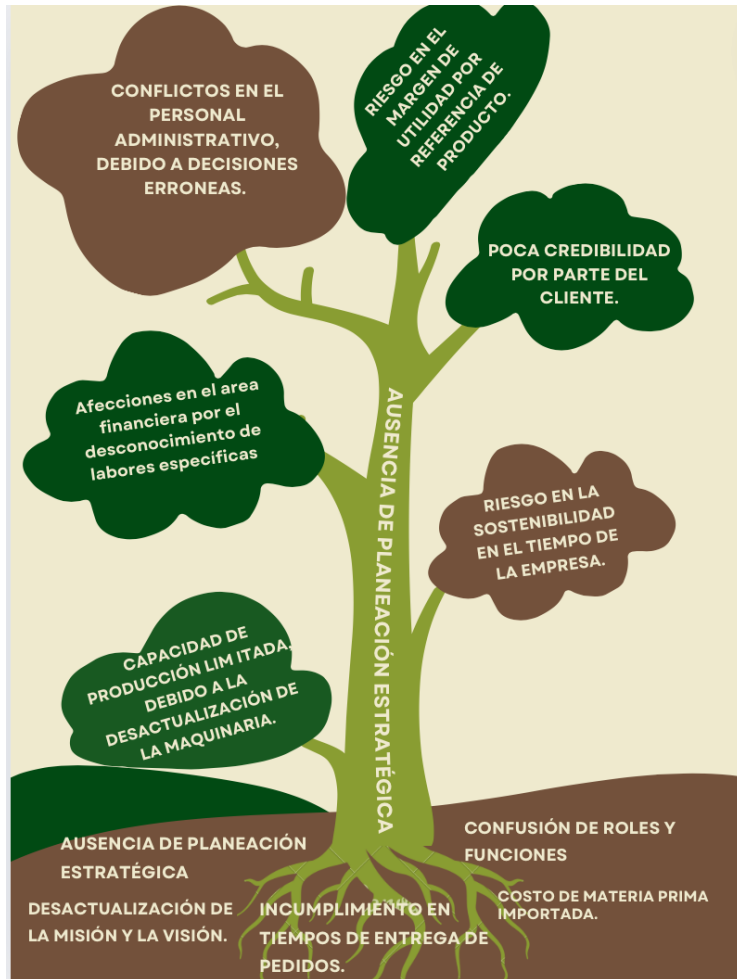 CONFLICTOS EN EL
PERSONAL
ADMINISTRATIVO,
DEBIDO A DECISIONES
ERRONEAS.
RIESGO EN EL
MARGEN DE
UTILIDAD POR
REFERENCIA DE
PRODUCTO.
POCA CREDIBILIDAD
POR PARTE DEL
CLIENTE.
Afecciones en el area
financiera por el
desconocimiento de
labores especificas
RIESGO EN LA
SOSTENIBILIDAD
EN EL TIEMPO DE
LA EMPRESA.
CAPACIDAD DE
PRODUCCIÓN LIM ITADA,
DEBIDO A LA
DESACTUALIZACIÓN DE
LA MAQUINARIA.
AUSENCIA DE PLANEACIÓN ESTRATÉGICA
AUSENCIA DE PLANEACIÓN
ESTRATÉGICA
CONFUSIÓN DE ROLES Y
FUNCIONES
DESACTUALIZACIÓN DE
LA MISIÓN Y LA VISIÓN.
INCUMPLIMIENTO EN
TIEMPOS DE ENTREGA DE
PEDIDOS.
COSTO DE MATERIA PRIMA
IMPORTADA.